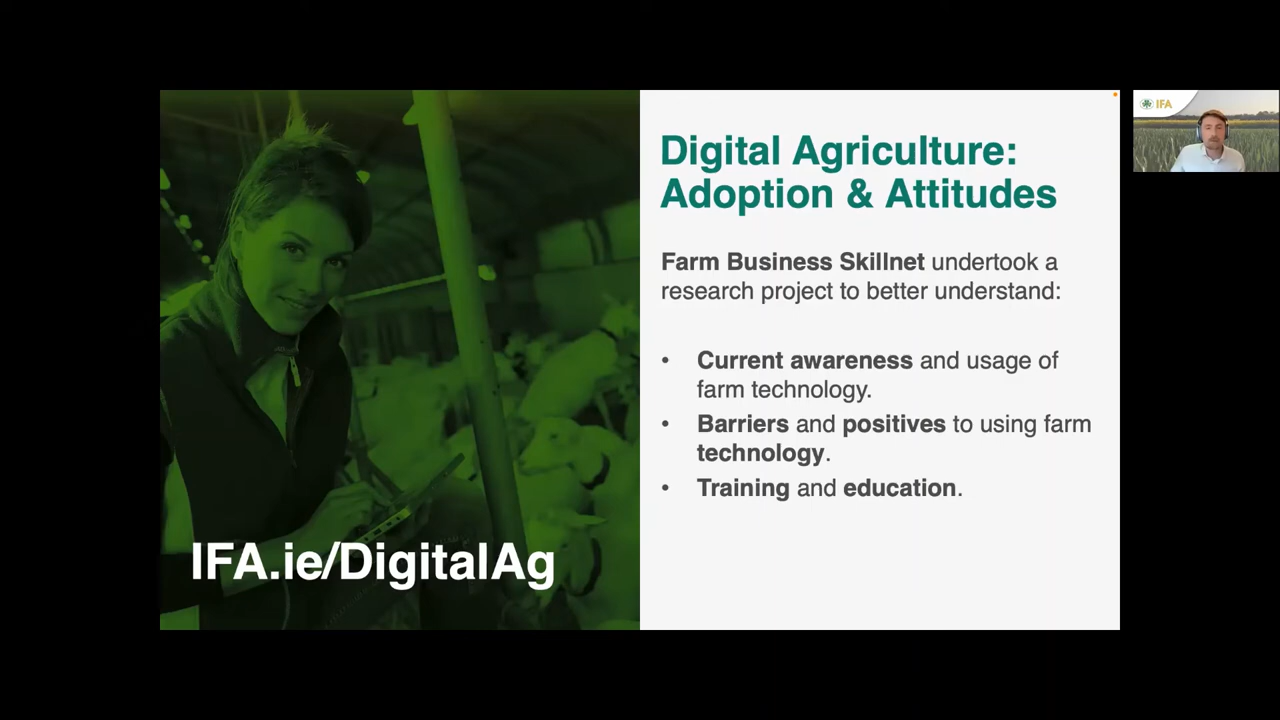 Digital Agriculture:
Adoption & Attitudes
Farm Business Skillnet undertook a
research project to better understand:
• Current awareness and usage of
farm technology.
• Barriers and positives to using farm
technology.
• Training and education.
IFA.ie/DigitalAg
IFA